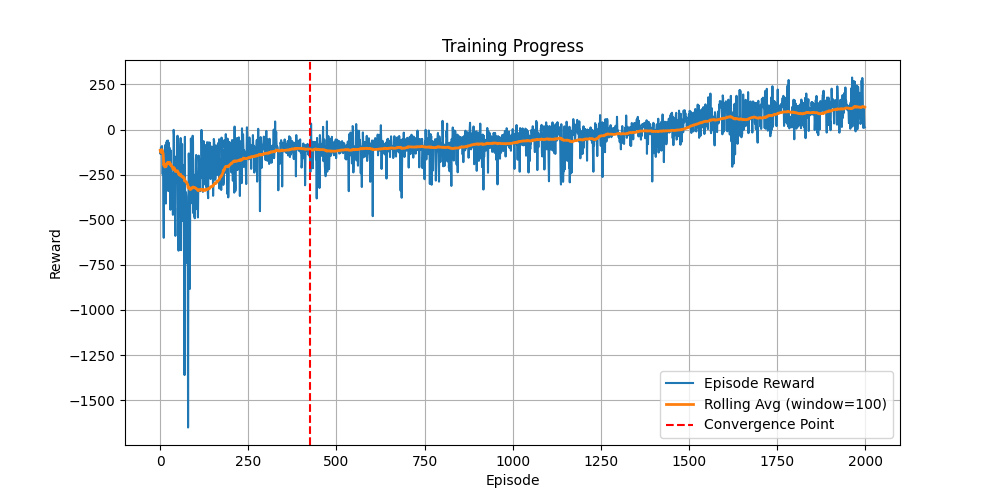 Training Progress
Reward
250
0
−250
−500
−750
−1000
−1250
−1500
0
250
500
750
1000
1250
1500
1750
2000
Episode
Episode Reward
Rolling Avg (window=100)
Convergence Point